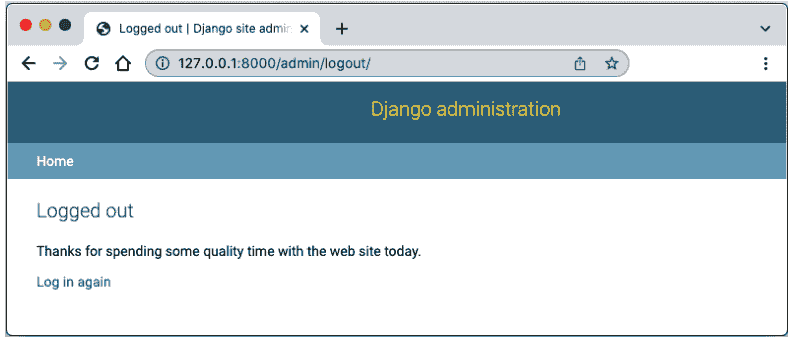 Logged out | Django site admin
127.0.0.1:8000/admin/logout/
Django administration
Home
Logged out
Thanks for spending some quality time with the web site today.
Log in again